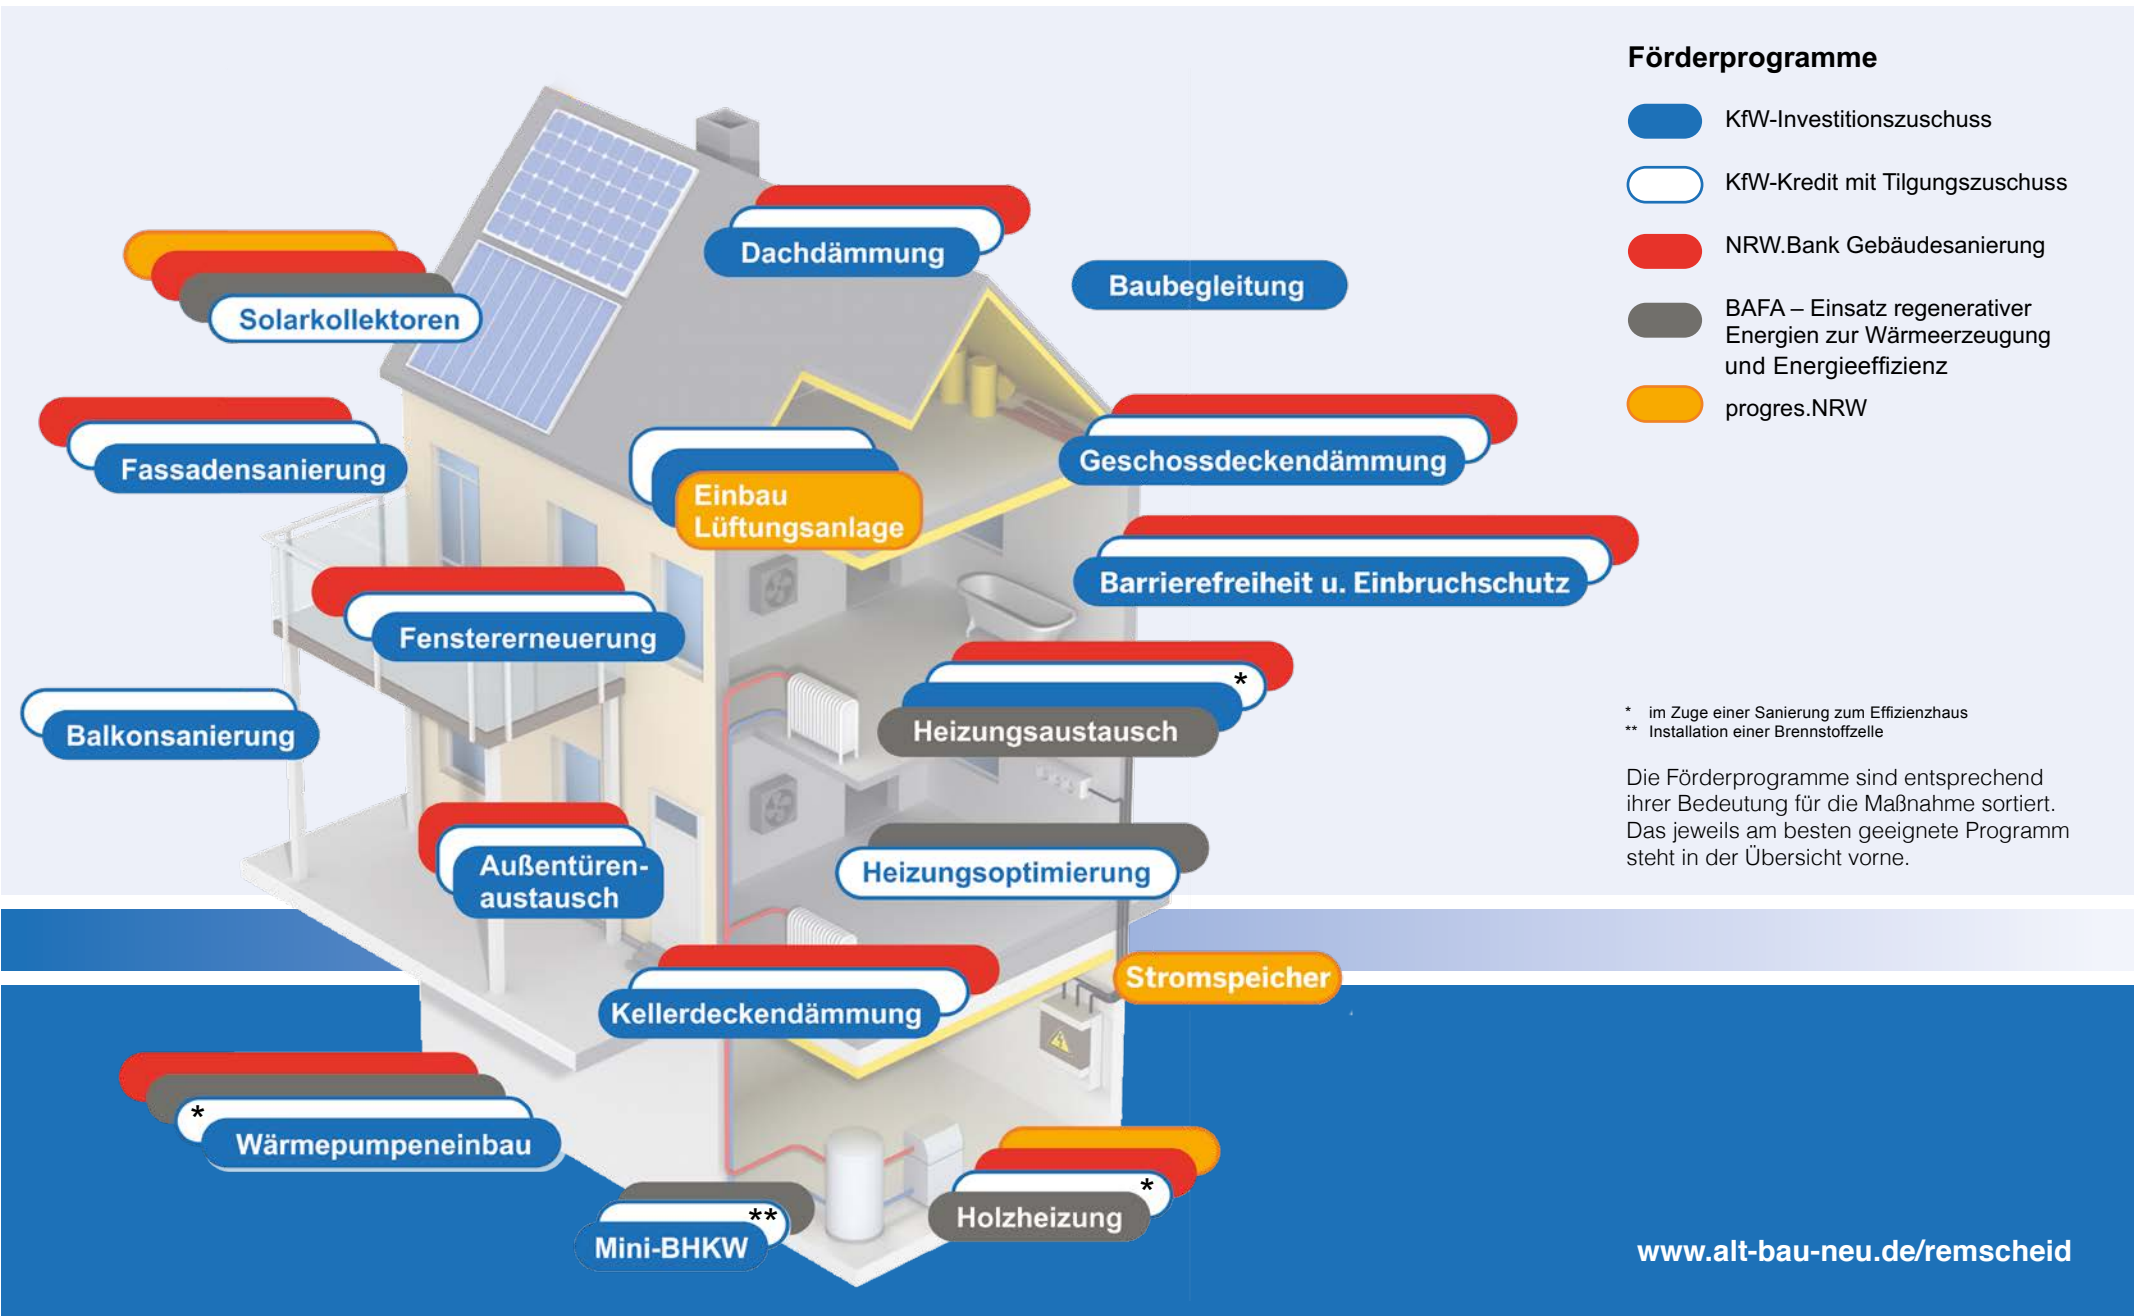 Förderprogramme
KfW-Investitionszuschuss
KfW-Kredit mit Tilgungszuschuss
NRW.Bank Gebäudesanierung
BAFA – Einsatz regenerativer
Energien zur Wärmeerzeugung
und Energieeffizienz
progres.NRW
Dachdämmung
Baubegleitung
Solarkollektoren
Fassadensanierung
Einbau
Lüftungsanlage
Geschossdeckendämmung
Barrierefreiheit u. Einbruchschutz
Fenstererneuerung
*
Heizungsaustausch
Balkonsanierung
Außentüren-
austausch
Heizungsoptimierung
Kellerdeckendämmung
Stromspeicher
*
Wärmepumpeneinbau
**
Mini-BHKW
*
Holzheizung
* im Zuge einer Sanierung zum Effizienzhaus
** Installation einer Brennstoffzelle
Die Förderprogramme sind entsprechend
ihrer Bedeutung für die Maßnahme sortiert.
Das jeweils am besten geeignete Programm
steht in der Übersicht vorne.
www.alt-bau-neu.de/remscheid